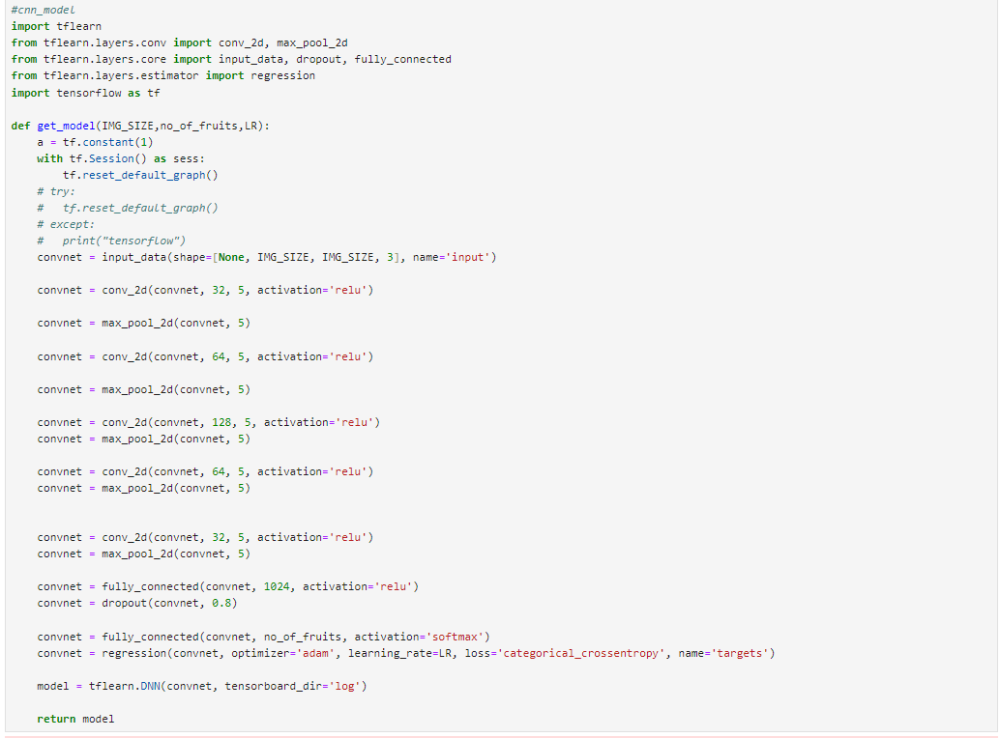 #cnn_model
import tflearn
from tflearn.layers.conv import conv_2d, max_pool_2d
from tflearn.layers.core import input_data, dropout, fully_connected
from tflearn.layers.estimator import regression
import tensorflow as tf
def get_model(IMG_SIZE,no_of_fruits,LR):
    a = tf.constant(1)
    with tf.Session() as sess:
        tf.reset_default_graph()
    # try:
    #   tf.reset_default_graph()
    # except:
    #   print("tensorflow")
    convnet = input_data(shape=[None, IMG_SIZE, IMG_SIZE, 3], name='input')
    convnet = conv_2d(convnet, 32, 5, activation='relu')
    convnet = max_pool_2d(convnet, 5)
    convnet = conv_2d(convnet, 64, 5, activation='relu')
    convnet = max_pool_2d(convnet, 5)
    convnet = conv_2d(convnet, 128, 5, activation='relu')
    convnet = max_pool_2d(convnet, 5)
    convnet = conv_2d(convnet, 64, 5, activation='relu')
    convnet = max_pool_2d(convnet, 5)
    convnet = conv_2d(convnet, 32, 5, activation='relu')
    convnet = max_pool_2d(convnet, 5)
    convnet = fully_connected(convnet, 1024, activation='relu')
    convnet = dropout(convnet, 0.8)
    convnet = fully_connected(convnet, no_of_fruits, activation='softmax')
    convnet = regression(convnet, optimizer='adam', learning_rate=LR, loss='categorical_crossentropy', name='targets')
    model = tflearn.DNN(convnet, tensorboard_dir='log')
    return model